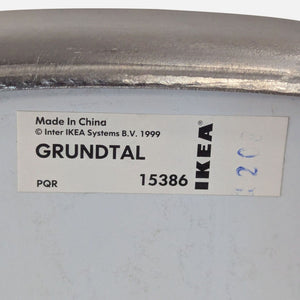 Made In China
© Inter IKEA Systems B.V. 1999
GRUNDTAL
PQR 15386
IKEA